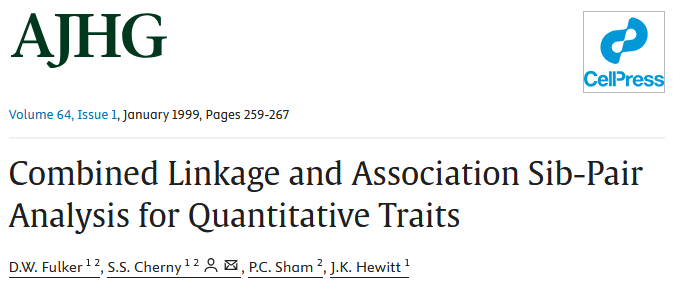 AJHG
CellPress
Volume 64, Issue 1, January 1999, Pages 259-267
Combined Linkage and Association Sib-Pair
Analysis for Quantitative Traits
D.W. Fulker 1 2, S.S. Cherny 1 2, P.C. Sham 2, J.K. Hewitt 1